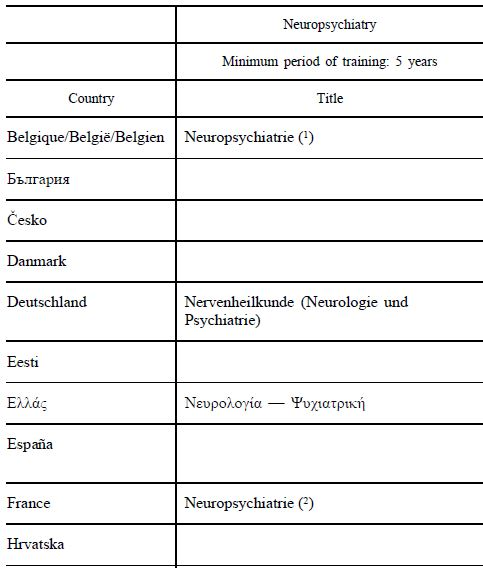 Neuropsychiatry
Minimum period of training: 5 years
Country Title
Belgique/België/Belgien Neuropsychiatrie (¹)
България
Česko
Danmark
Deutschland Nervenheilkunde (Neurologie und
Psychiatrie)
Eesti
Ελλάς Νευρολογία — Ψυχιατρική
España
France Neuropsychiatrie (²)
Hrvatska